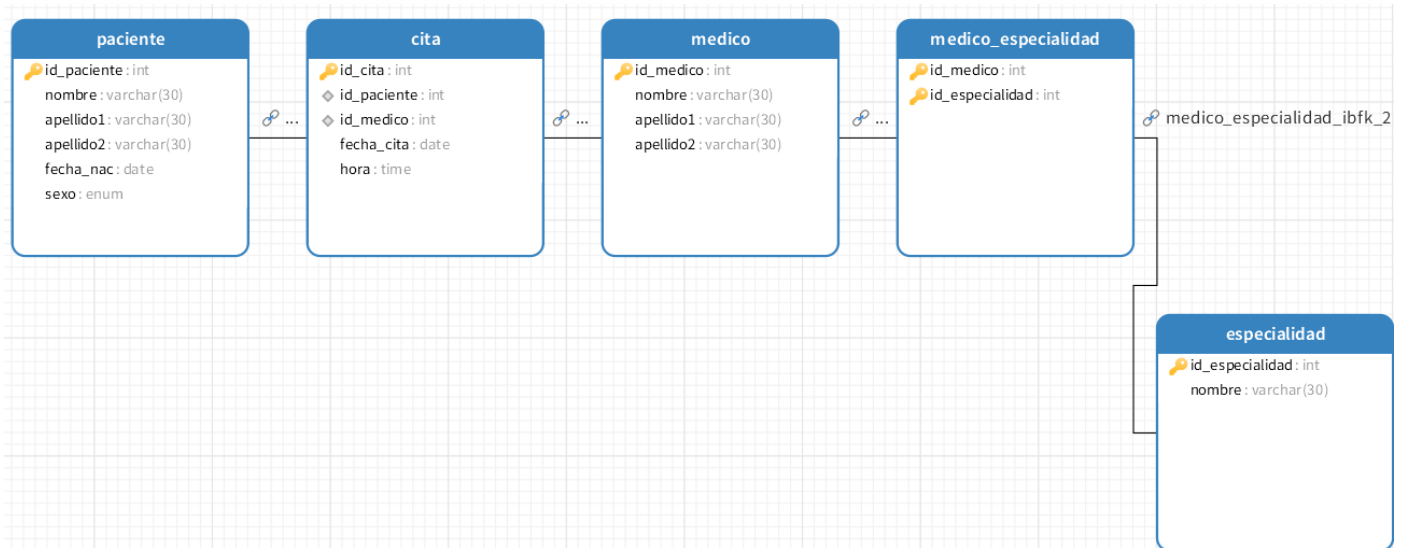 paciente
id_paciente : int
nombre : varchar(30)
apellido1 : varchar(30)
apellido2 : varchar(30)
fecha_nac : date
sexo : enum
...
cita
id_cita : int
id_paciente : int
id_medico : int
fecha_cita : date
hora : time
...
medico
id_medico : int
nombre : varchar(30)
apellido1 : varchar(30)
apellido2 : varchar(30)
...
medico_especialidad
id_medico : int
id_especialidad : int
medico_especialidad_ibfk_2
especialidad
id_especialidad : int
nombre : varchar(30)